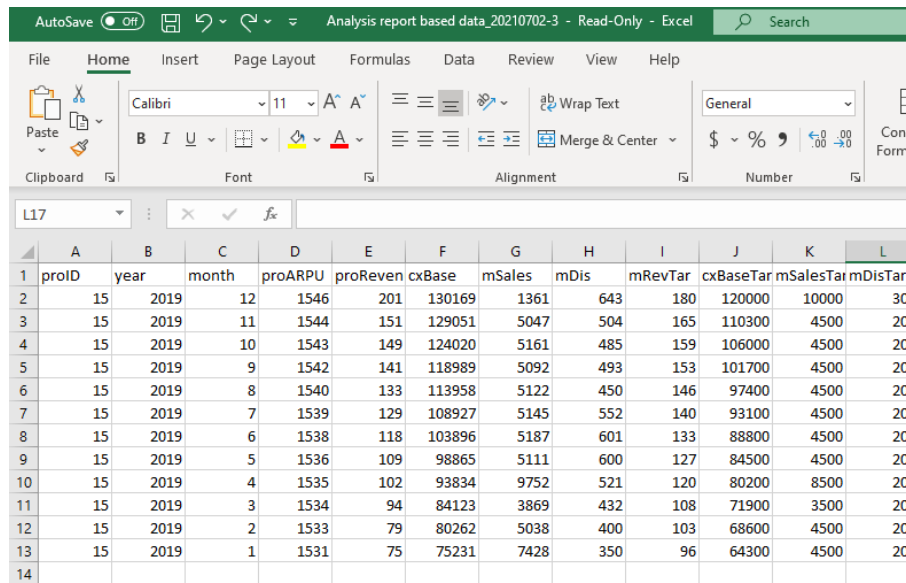 AutoSave Off Analysis report based data_20210702-3 - Read-Only - Excel Search
File Home Insert Page Layout Formulas Data Review View Help
Paste Calibri 11 A^ A˅ ab Wrap Text General
B I U A Merge & Center $ % 9 .00 .0 Con
Form
Clipboard Font Alignment Number
L17 fx
A B C D E F G H I J K L
1 proID year month proARPU proReven cxBase mSales mDis mRevTar cxBaseTar mSalesTar mDisTar
2 15 2019 12 1546 201 130169 1361 643 180 120000 10000 30
3 15 2019 11 1544 151 129051 5047 504 165 110300 4500 20
4 15 2019 10 1543 149 124020 5161 485 159 106000 4500 20
5 15 2019 9 1542 141 118989 5092 493 153 101700 4500 20
6 15 2019 8 1540 133 113958 5122 450 146 97400 4500 20
7 15 2019 7 1539 129 108927 5145 552 140 93100 4500 20
8 15 2019 6 1538 118 103896 5187 601 133 88800 4500 20
9 15 2019 5 1536 109 98865 5111 600 127 84500 4500 20
10 15 2019 4 1535 102 93834 9752 521 120 80200 8500 20
11 15 2019 3 1534 94 84123 3869 432 108 71900 3500 20
12 15 2019 2 1533 79 80262 5038 400 103 68600 4500 20
13 15 2019 1 1531 75 75231 7428 350 96 64300 4500 20
14